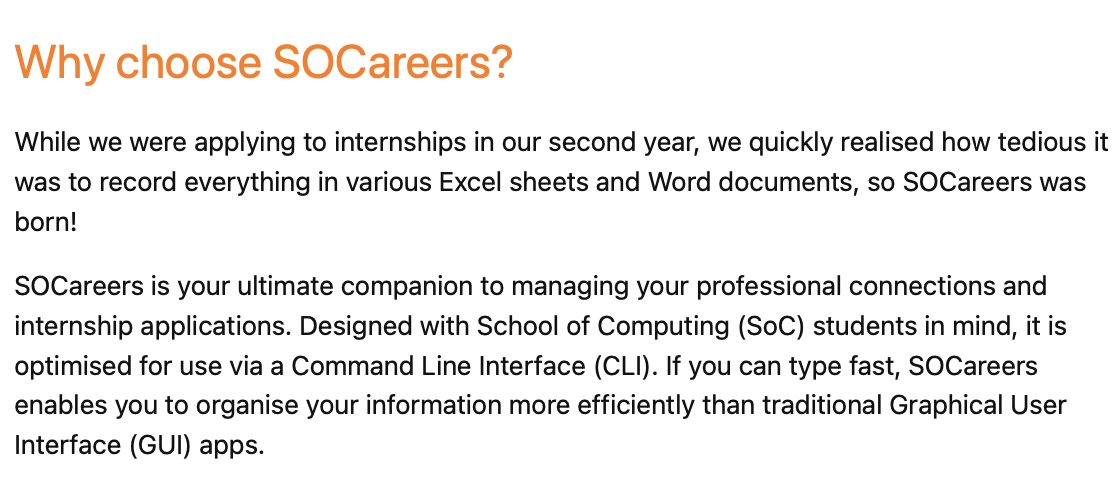 Why choose SOCareers?
While we were applying to internships in our second year, we quickly realised how tedious it
was to record everything in various Excel sheets and Word documents, so SOCareers was
born!
SOCareers is your ultimate companion to managing your professional connections and
internship applications. Designed with School of Computing (SoC) students in mind, it is
optimised for use via a Command Line Interface (CLI). If you can type fast, SOCareers
enables you to organise your information more efficiently than traditional Graphical User
Interface (GUI) apps.